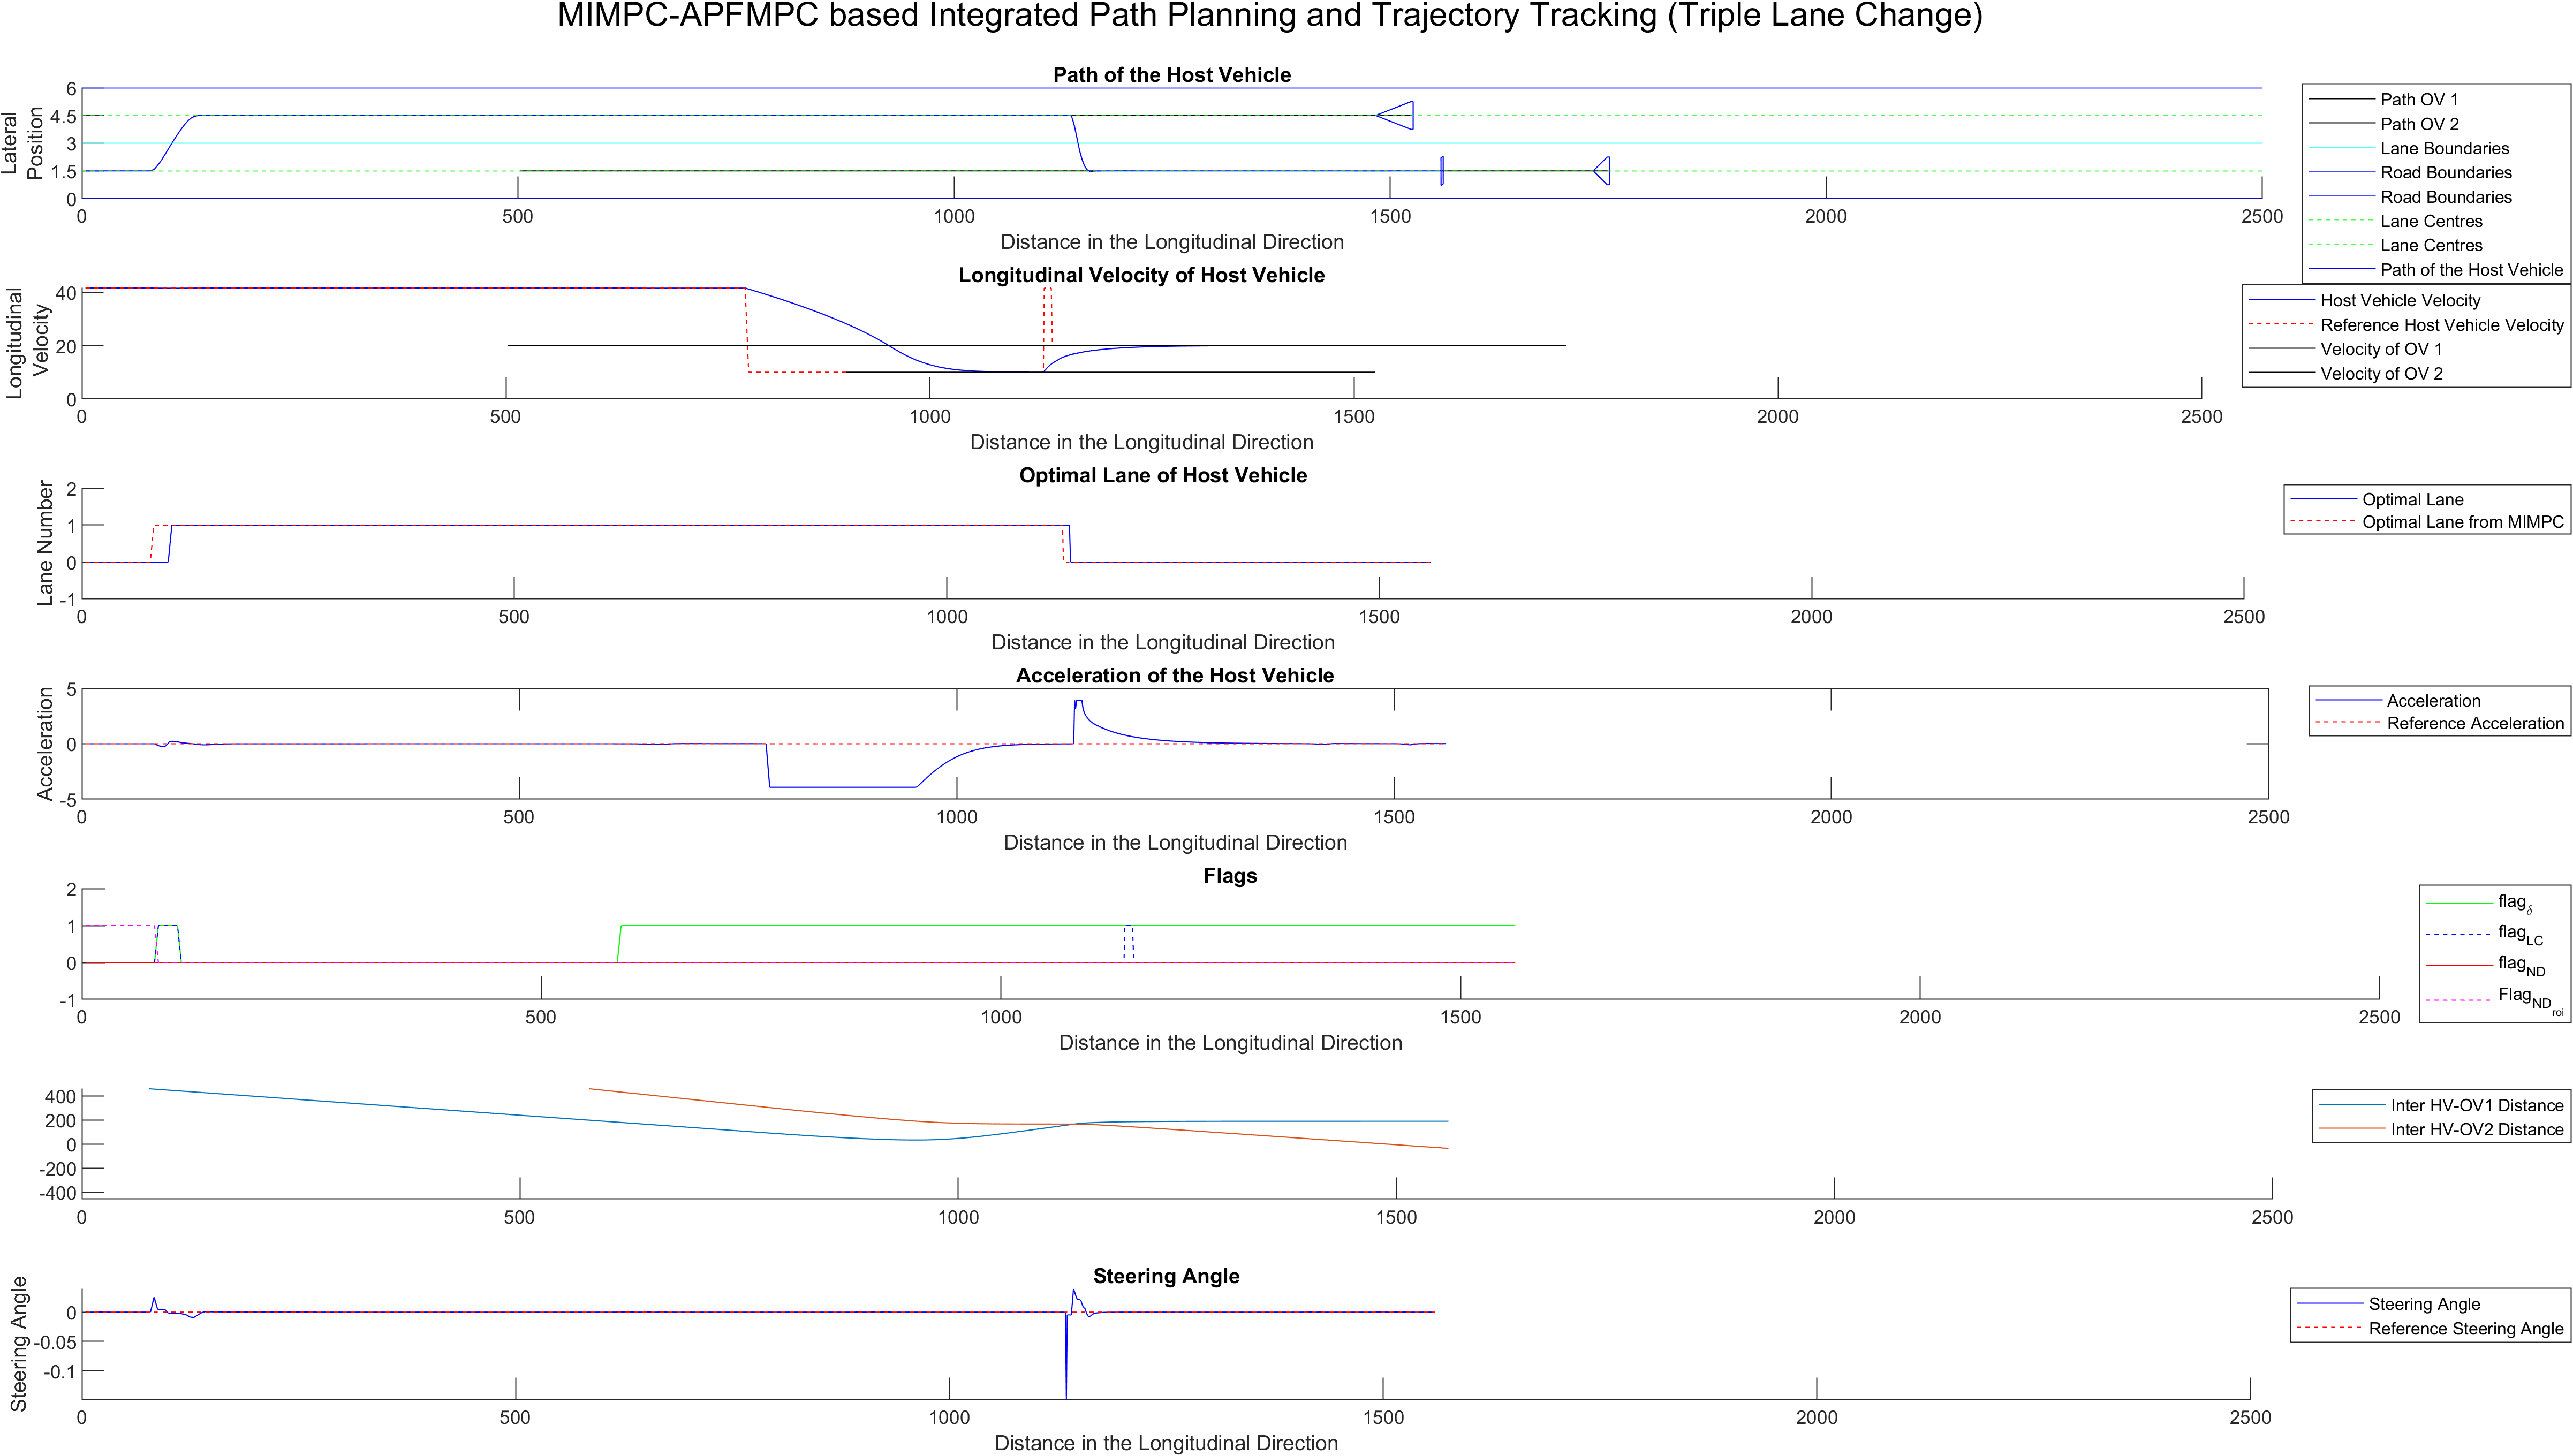 MIMPC-APFMPC based Integrated Path Planning and Trajectory Tracking (Triple Lane Change)
Path of the Host Vehicle
Lateral
Position
6
4.5
3
1.5
0
0 500 1000 1500 2000 2500
Distance in the Longitudinal Direction
Path OV 1
Path OV 2
Lane Boundaries
Road Boundaries
Road Boundaries
Lane Centres
Lane Centres
Path of the Host Vehicle
Longitudinal Velocity of Host Vehicle
Longitudinal
Velocity
40
20
0
0 500 1000 1500 2000 2500
Distance in the Longitudinal Direction
Host Vehicle Velocity
Reference Host Vehicle Velocity
Velocity of OV 1
Velocity of OV 2
Optimal Lane of Host Vehicle
Lane Number
2
1
0
-1
0 500 1000 1500 2000 2500
Distance in the Longitudinal Direction
Optimal Lane
Optimal Lane from MIMPC
Acceleration of the Host Vehicle
Acceleration
5
0
-5
0 500 1000 1500 2000 2500
Distance in the Longitudinal Direction
Acceleration
Reference Acceleration
Flags
2
1
0
-1
0 500 1000 1500 2000 2500
Distance in the Longitudinal Direction
flag δ
flag LC
flag ND
Flag ND roi
400
200
0
-200
-400
0 500 1000 1500 2000 2500
Inter HV-OV1 Distance
Inter HV-OV2 Distance
Steering Angle
Steering Angle
0
-0.05
-0.1
0 500 1000 1500 2000 2500
Distance in the Longitudinal Direction
Steering Angle
Reference Steering Angle